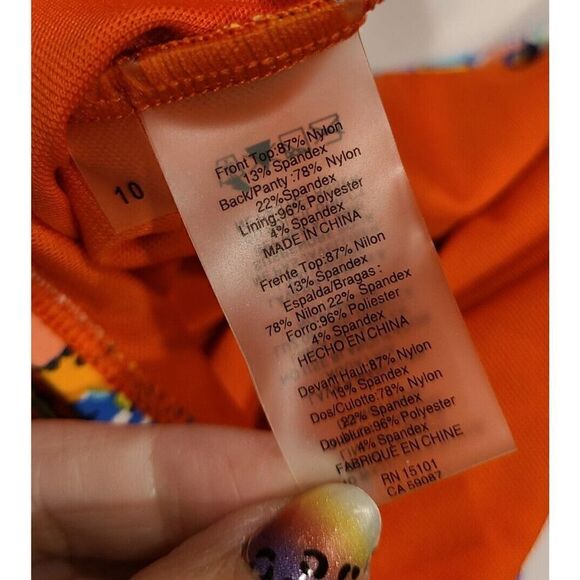 10
Front Top:87% Nylon
13% Spandex
Back/Panty :78% Nylon
22%Spandex
Lining:96% Polyester
4% Spandex
MADE IN CHINA
Frente Top:87% Nilon
13% Spandex
Espalda/Bragas :
78% Nilon 22% Spandex
Forro:96% Poliester
4% Spandex
HECHO EN CHINA
Devant Haut:87% Nylon
13% Spandex
Dos/Culotte :78% Nylon
22% Spandex
Doublure:96% Polyester
4% Spandex
FABRIQUÉ EN CHINE
RN 15101
CA 59087